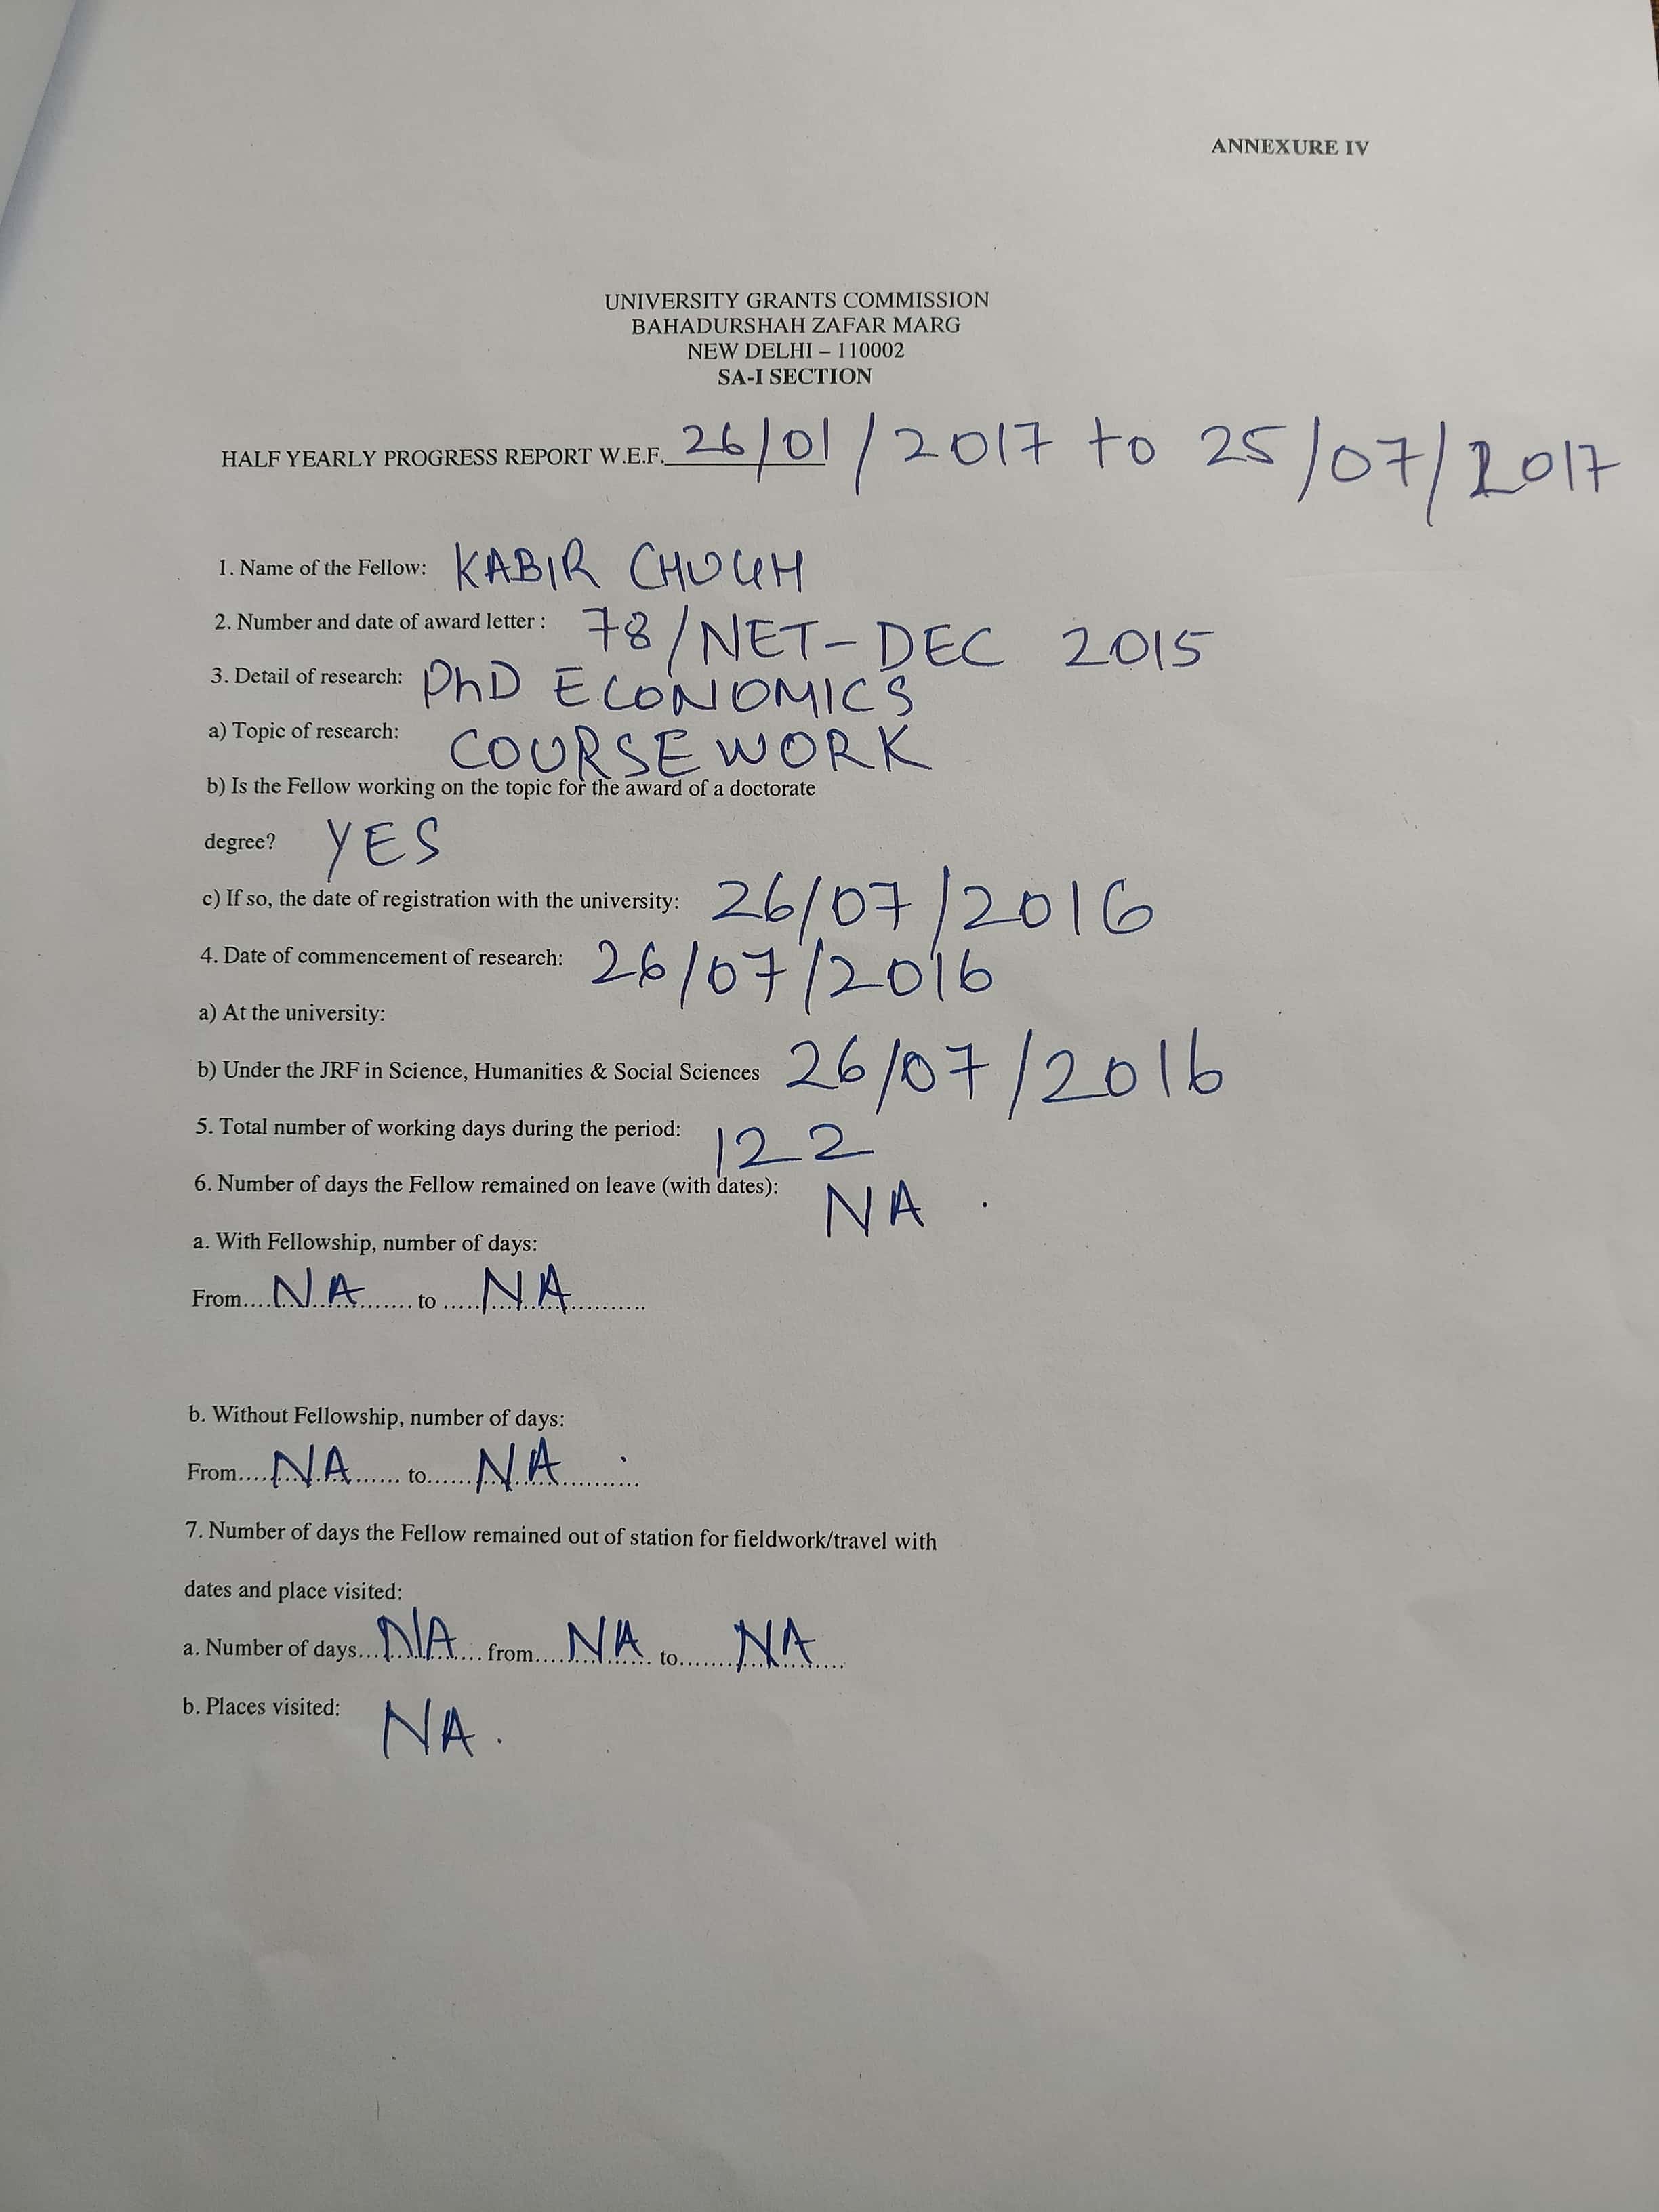 ANNEXURE IV
UNIVERSITY GRANTS COMMISSION
BAHADURSHAH ZAFAR MARG
NEW DELHI – 110002
SA-I SECTION
HALF YEARLY PROGRESS REPORT W.E.F. 26/01/2017 to 25/07/2017
1. Name of the Fellow: KABIR CHUGH
2. Number and date of award letter : 78/NET-DEC 2015
3. Detail of research: PhD ECONOMICS
a) Topic of research: COURSEWORK
b) Is the Fellow working on the topic for the award of a doctorate
degree? YES
c) If so, the date of registration with the university: 26/07/2016
4. Date of commencement of research: 26/07/2016
a) At the university:
b) Under the JRF in Science, Humanities & Social Sciences 26/07/2016
5. Total number of working days during the period: 122
6. Number of days the Fellow remained on leave (with dates): NA
a. With Fellowship, number of days:
From....NA....... to .....NA...........
b. Without Fellowship, number of days:
From....NA...... to......NA...........
7. Number of days the Fellow remained out of station for fieldwork/travel with
dates and place visited:
a. Number of days...NA.... from....NA.... to.......NA....
b. Places visited: NA.